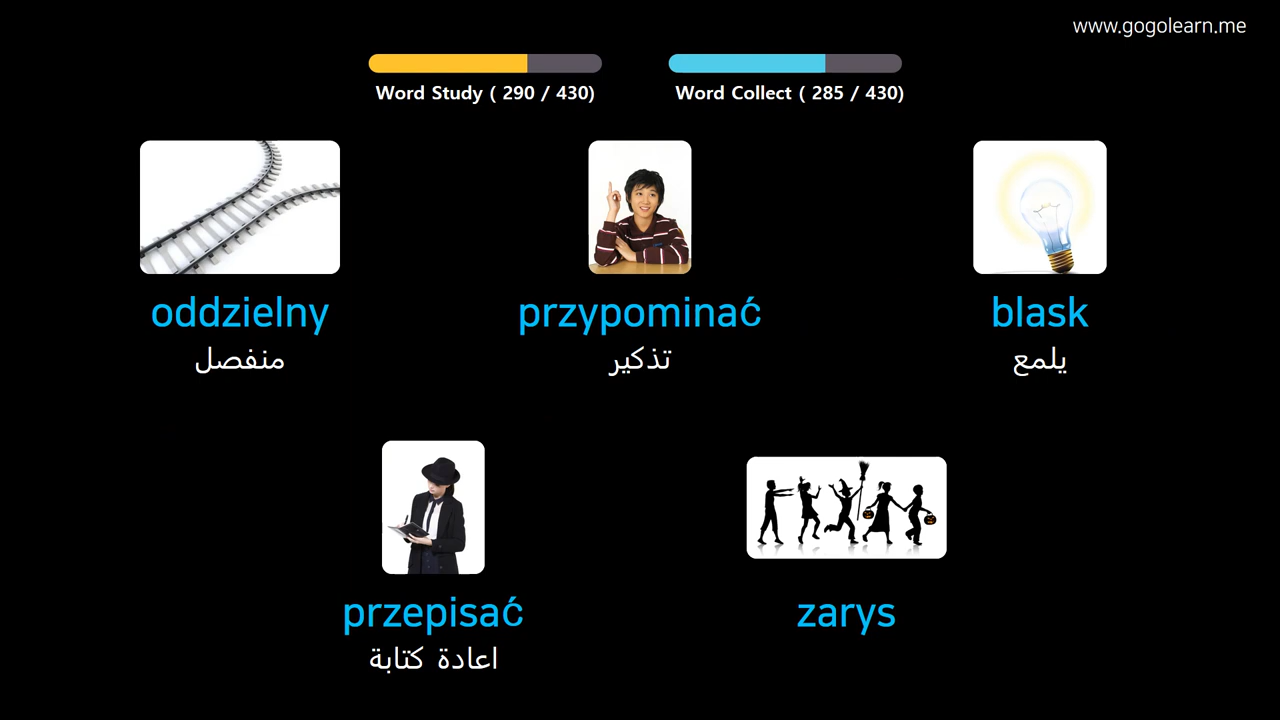 www.gogolearn.me
Word Study ( 290 / 430)
Word Collect ( 285 / 430)
oddzielny
منفصل
przypominać
تذكير
blask
يلمع
przepisać
اعادة كتابة
zarys